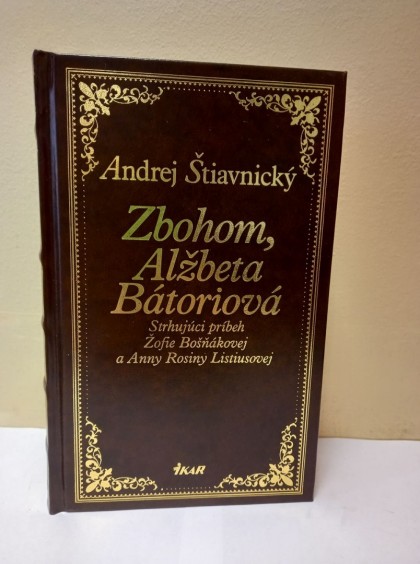 Andrej Štiavnický
Zbohom,
Alžbeta
Bátoriová
Strhujúci príbeh
Žofie Bošňákovej
a Anny Rosiny Listiusovej
IKAR